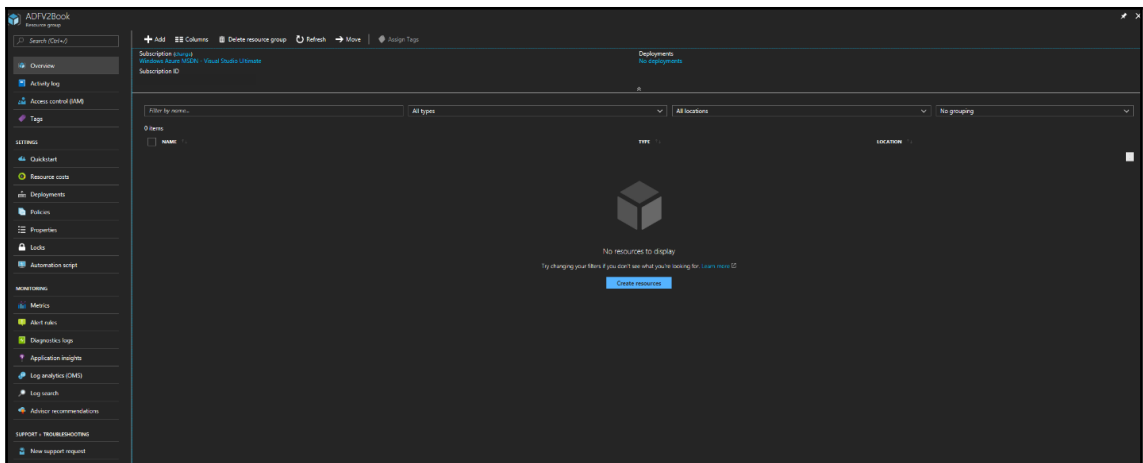 ADFV2Book
Resource group
Search (Ctrl+/)
Add Columns Delete resource group Refresh Move Assign Tags
Subscription (change)
Windows Azure MSDN - Visual Studio Ultimate
Subscription ID
Deployments
No deployments
Overview
Activity log
Access control (IAM)
Tags
SETTINGS
Quickstart
Resource costs
Deployments
Policies
Properties
Locks
Automation script
MONITORING
Metrics
Alert rules
Diagnostics logs
Application insights
Log analytics (OMS)
Log search
Advisor recommendations
SUPPORT + TROUBLESHOOTING
New support request
Filter by name... All types All locations No grouping
0 items
NAME TYPE LOCATION
No resources to display
Try changing your filters if you don't see what you're looking for. Learn more
Create resources